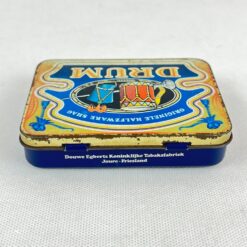 ORIGINELE HALFZWARE SHAG
DRUM
Douwe Egberts Koninklijke Tabaksfabriek
Joure - Friesland